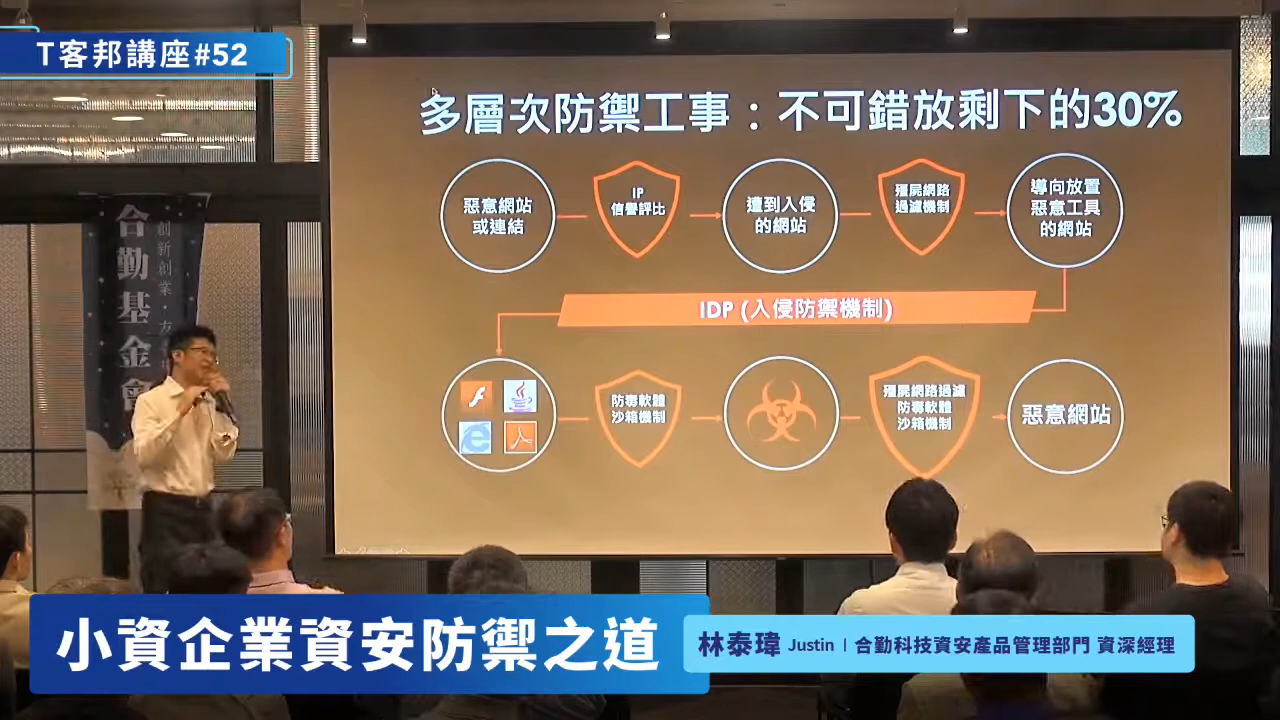 T客邦講座#52
多層次防禦工事：不可錯放剩下的30%
惡意網站
或連結
IP
信譽評比
遭到入侵
的網站
殭屍網路
過濾機制
導向放置
惡意工具
的網站
IDP (入侵防禦機制)
防毒軟體
沙箱機制
殭屍網路過濾
防毒軟體
沙箱機制
惡意網站
合勤基金會
創新創業・友
小資企業資安防禦之道
林泰瑋 Justin | 合勤科技資安產品管理部門 資深經理